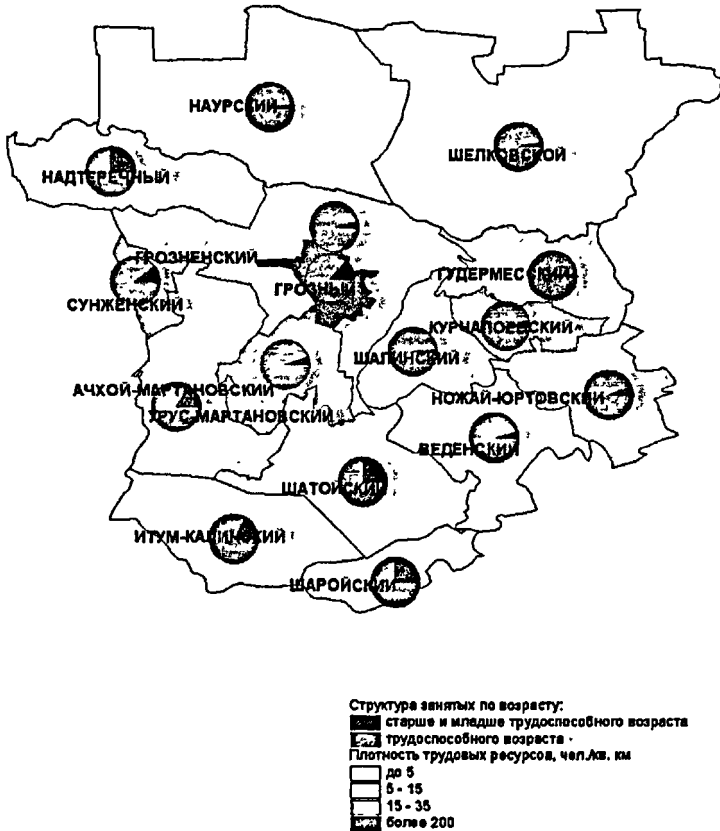 НАУРСКИЙ
ШЕЛКОВСКОЙ
НАДТЕРЕЧНЫЙ
ГРОЗНЕНСКИЙ
ГРОЗНЫЙ
ГУДЕРМЕССКИЙ
СУНЖЕНСКИЙ
КУРЧАЛОЕВСКИЙ
ШАЛИНСКИЙ
АЧХОЙ-МАРТАНОВСКИЙ
НОЖАЙ-ЮРТОВСКИЙ
УРУС-МАРТАНОВСКИЙ
ВЕДЕНСКИЙ
ШАТОЙСКИЙ
ИТУМ-КАЛИНСКИЙ
ШАРОЙСКИЙ
Структура занятых по возрасту:
старше и младше трудоспособного возраста
трудоспособного возраста
Плотность трудовых ресурсов, чел./кв. км
до 5
5 - 15
15 - 35
более 200